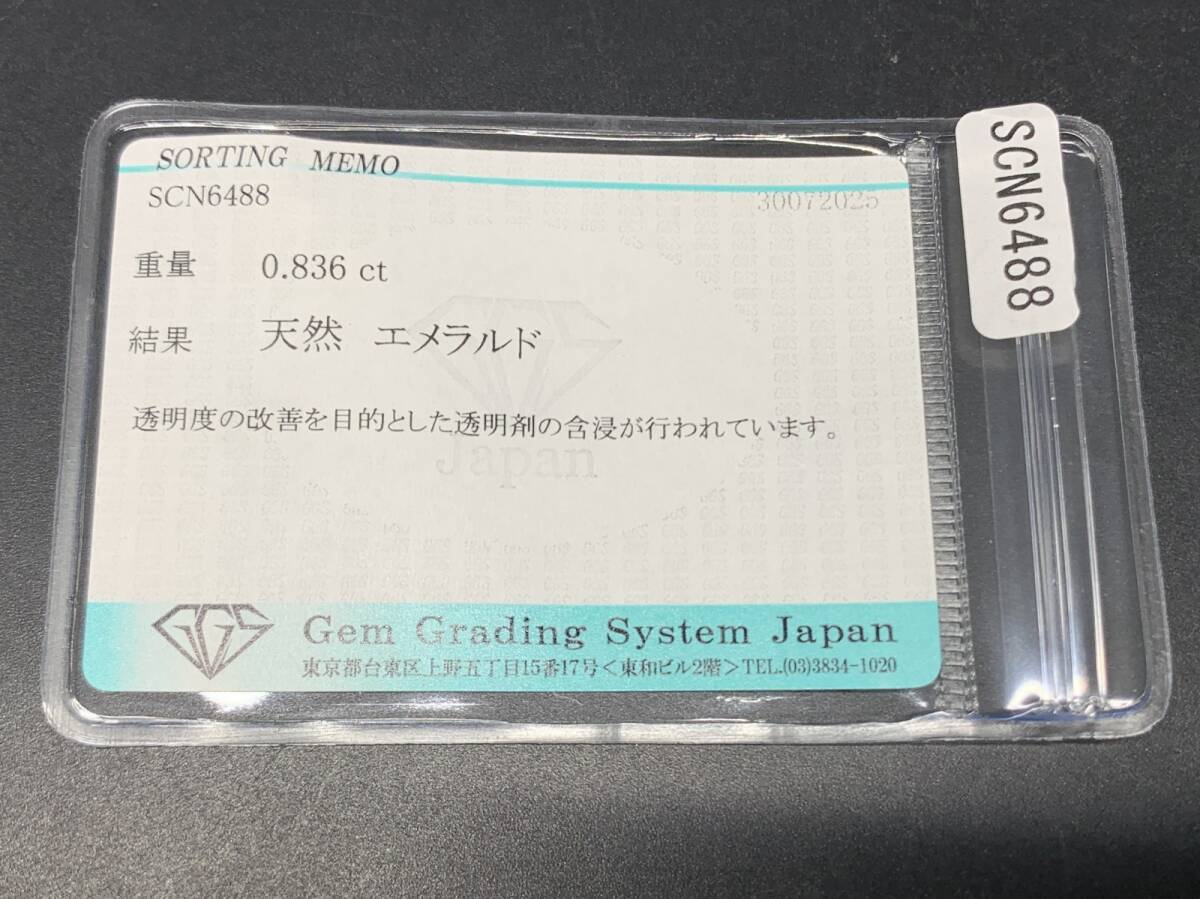 SORTING MEMO
SCN6488 30072025
重量 0.836 ct
結果 天然 エメラルド
透明度の改善を目的とした透明剤の含浸が行われています。
Japan
GGS Gem Grading System Japan
東京都台東区上野五丁目15番17号＜東和ビル2階＞TEL.(03)3834-1020
SCN6488